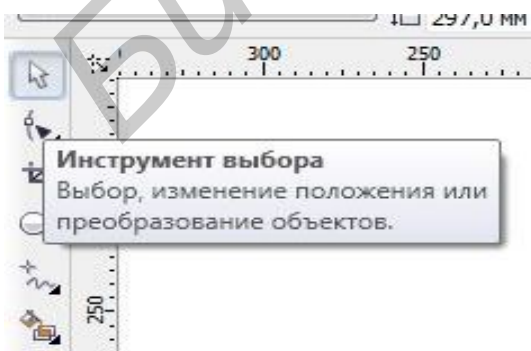 297,0 мм
300 250
Инструмент выбора
Выбор, изменение положения или
преобразование объектов.
250